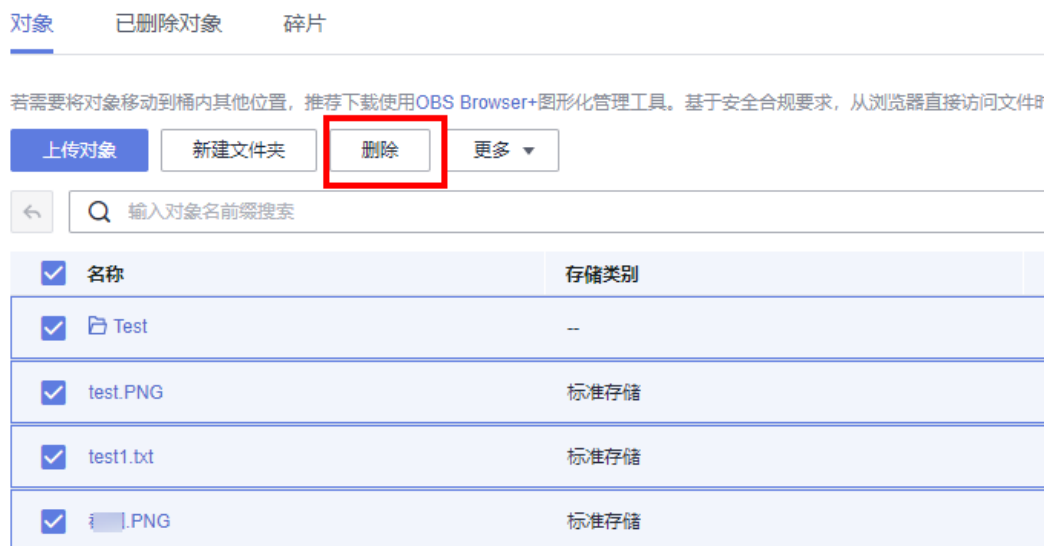 对象 已删除对象 碎片
若需要将对象移动到桶内其他位置，推荐下载使用OBS Browser+图形化管理工具。基于安全合规要求，从浏览器直接访问文件时
上传对象 新建文件夹 删除 更多
输入对象名前缀搜索
名称 存储类别
Test --
test.PNG 标准存储
test1.txt 标准存储
.PNG 标准存储